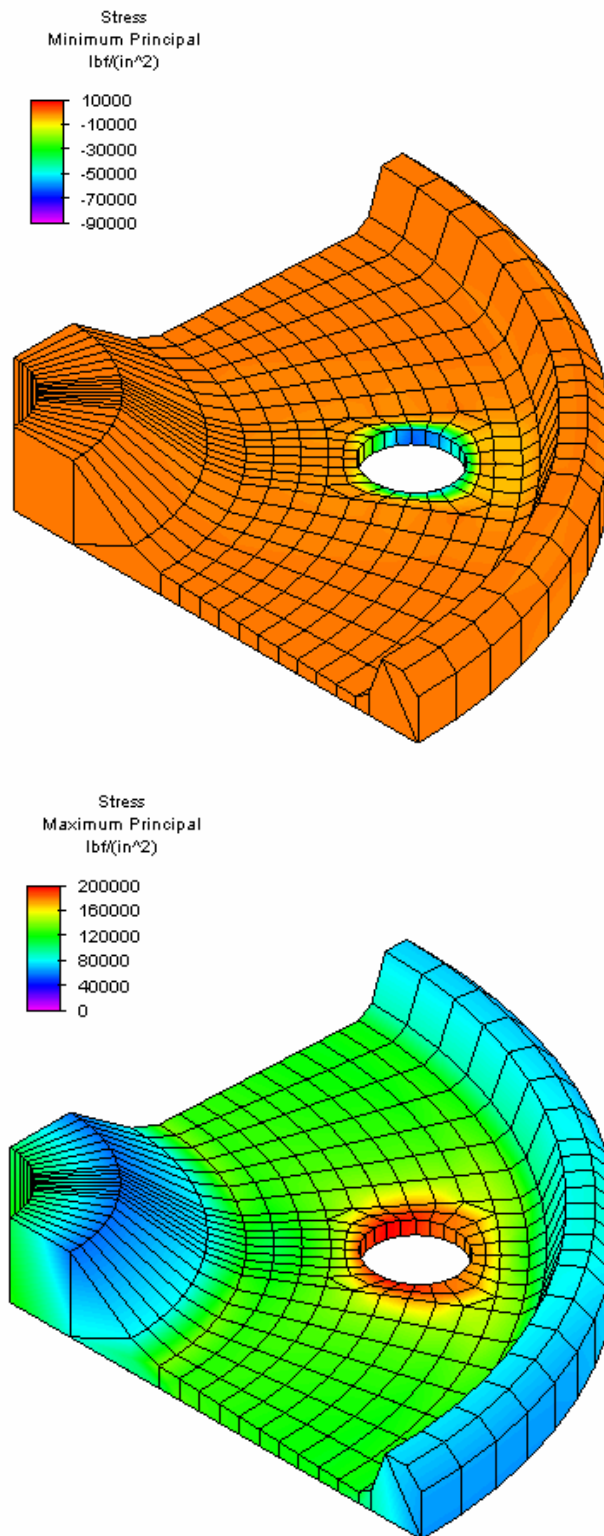 Stress
Minimum Principal
lbf/(in^2)
10000
-10000
-30000
-50000
-70000
-90000
Stress
Maximum Principal
lbf/(in^2)
200000
160000
120000
80000
40000
0